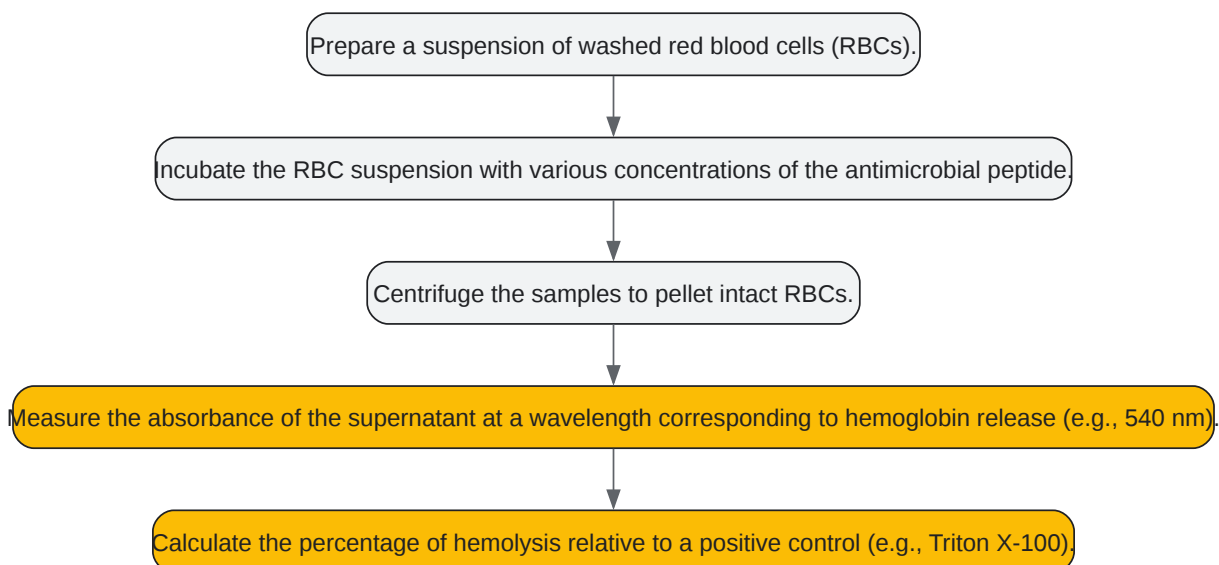 Prepare a suspension of washed red blood cells (RBCs).
Incubate the RBC suspension with various concentrations of the antimicrobial peptide.
Centrifuge the samples to pellet intact RBCs.
Measure the absorbance of the supernatant at a wavelength corresponding to hemoglobin release (e.g., 540 nm).
Calculate the percentage of hemolysis relative to a positive control (e.g., Triton X-100).